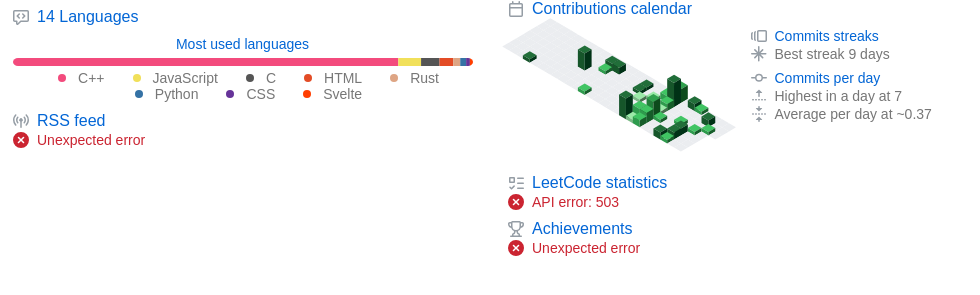 14 Languages
Most used languages
C++ JavaScript C HTML Rust
Python CSS Svelte
RSS feed
Unexpected error
Contributions calendar
Commits streaks
Best streak 9 days
Commits per day
Highest in a day at 7
Average per day at ~0.37
LeetCode statistics
API error: 503
Achievements
Unexpected error